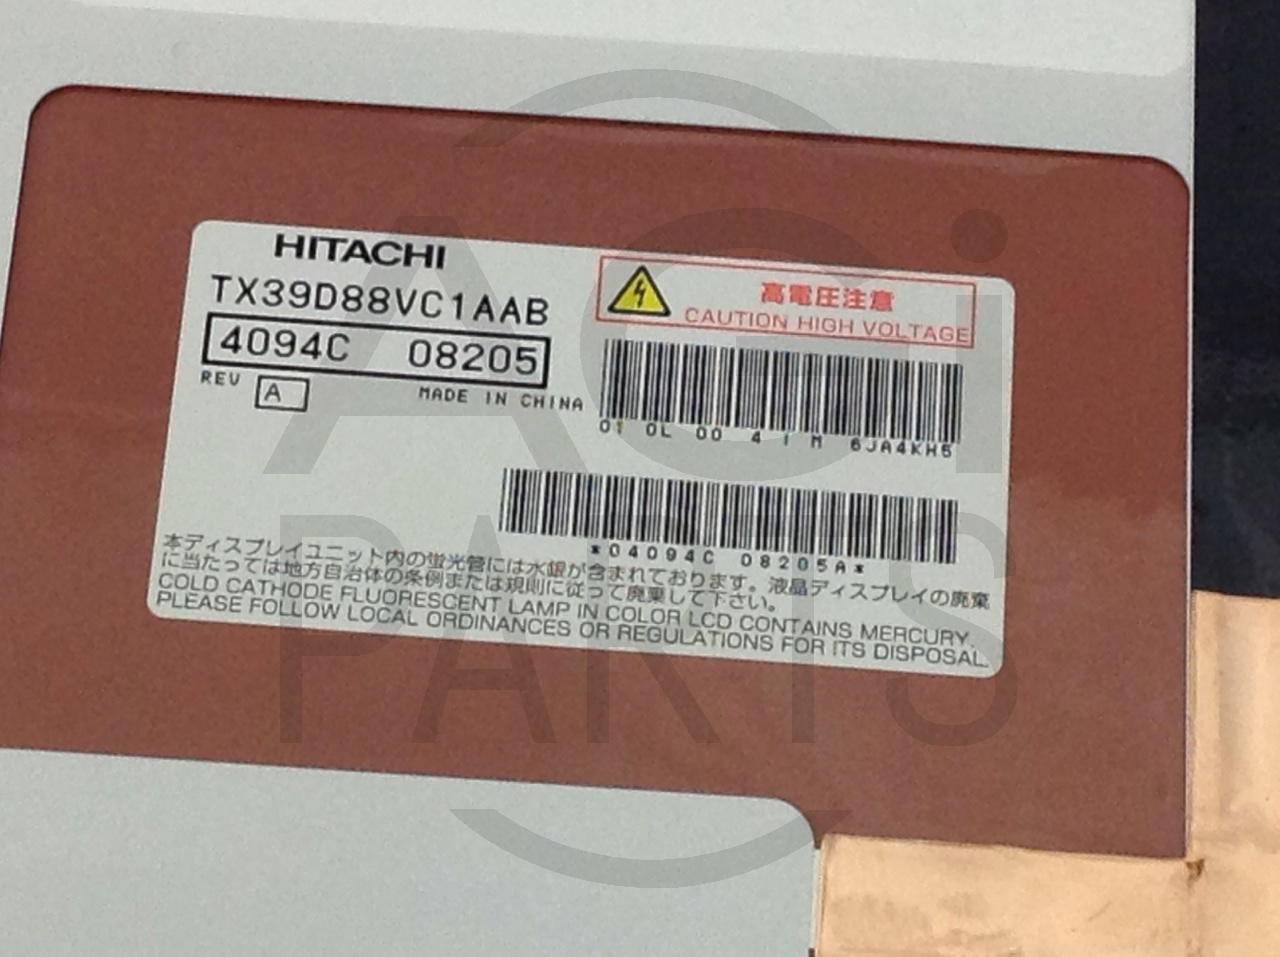 HITACHI
TX39D88VC1AAB
4094C 08205
REV A MADE IN CHINA
高電圧注意
CAUTION HIGH VOLTAGE
01 0L 00 4 1 M 6JA4KH5
*04094C 08205A*
本ディスプレイユニット内の蛍光管には水銀が含まれております。液晶ディスプレイの廃棄
に当たっては地方自治体の条例または規則に従って廃棄して下さい。
COLD CATHODE FLUORESCENT LAMP IN COLOR LCD CONTAINS MERCURY.
PLEASE FOLLOW LOCAL ORDINANCES OR REGULATIONS FOR ITS DISPOSAL.
AGi
PARTS